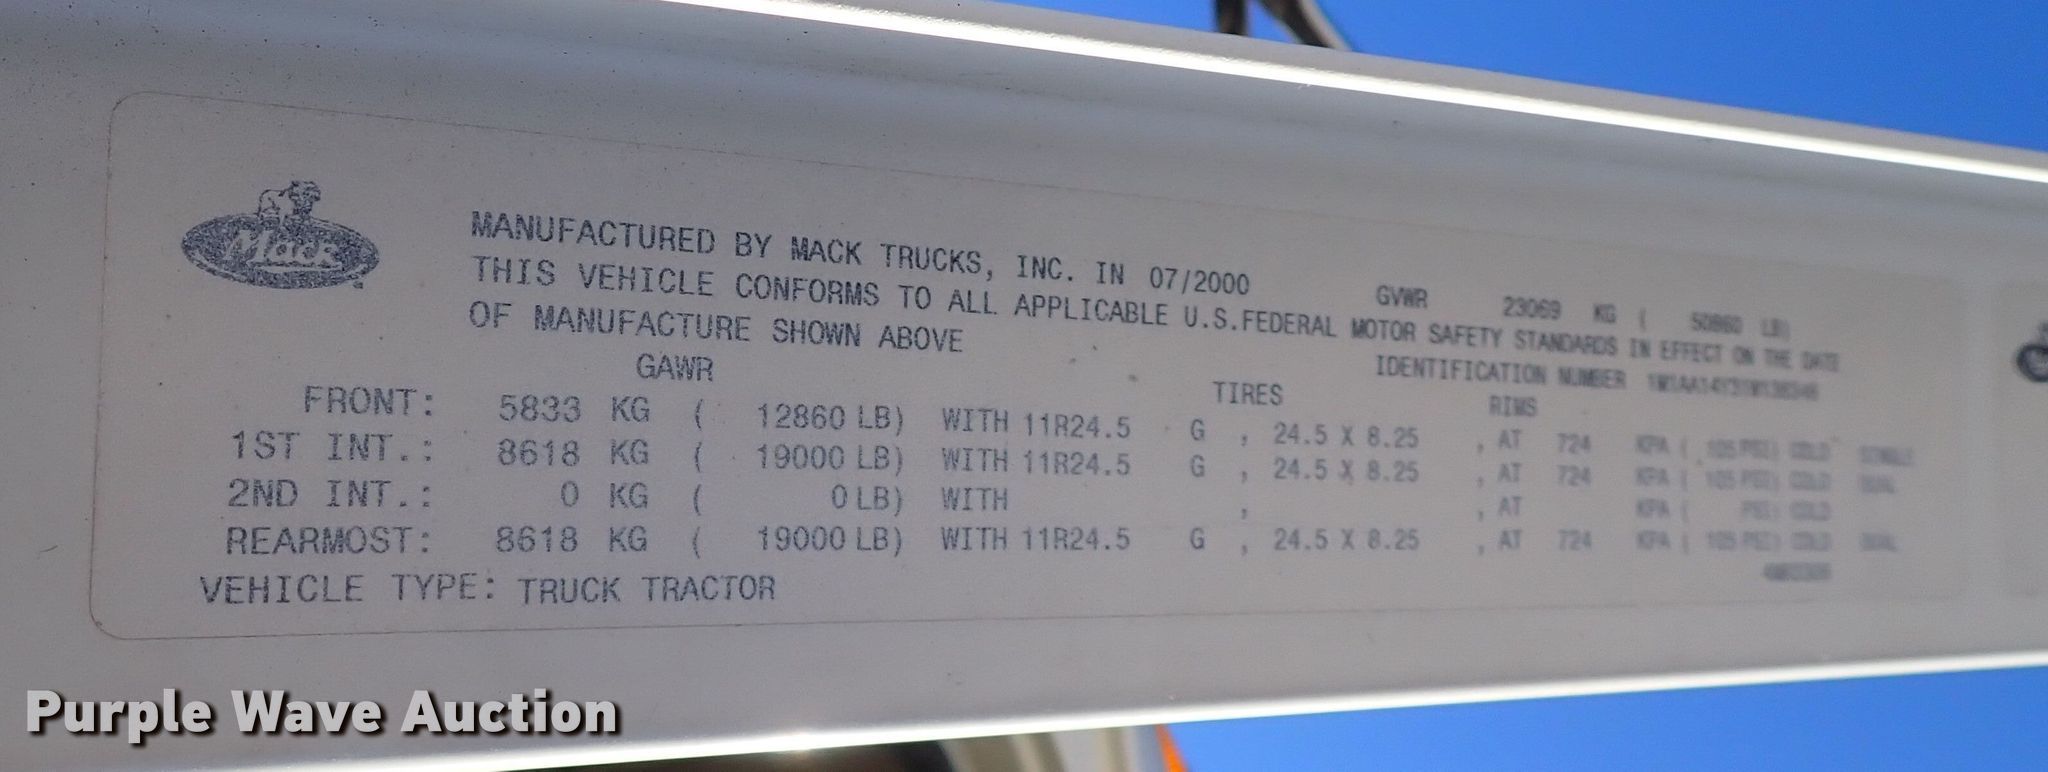 Mack
MANUFACTURED BY MACK TRUCKS, INC. IN 07/2000 GVWR 23069 KG ( 50860 LB)
THIS VEHICLE CONFORMS TO ALL APPLICABLE U.S.FEDERAL MOTOR SAFETY STANDARDS IN EFFECT ON THE DATE
OF MANUFACTURE SHOWN ABOVE IDENTIFICATION NUMBER
GAWR TIRES RIMS
FRONT: 5833 KG ( 12860 LB) WITH 11R24.5 G , 24.5 X 8.25 , AT 724 KPA ( 105 PSI) COLD SINGLE
1ST INT.: 8618 KG ( 19000 LB) WITH 11R24.5 G , 24.5 X 8.25 , AT 724 KPA ( 105 PSI) COLD DUAL
2ND INT.: 0 KG ( 0 LB) WITH , , AT KPA ( PSI) COLD
REARMOST: 8618 KG ( 19000 LB) WITH 11R24.5 G , 24.5 X 8.25 , AT 724 KPA ( 105 PSI) COLD DUAL
VEHICLE TYPE: TRUCK TRACTOR
Purple Wave Auction